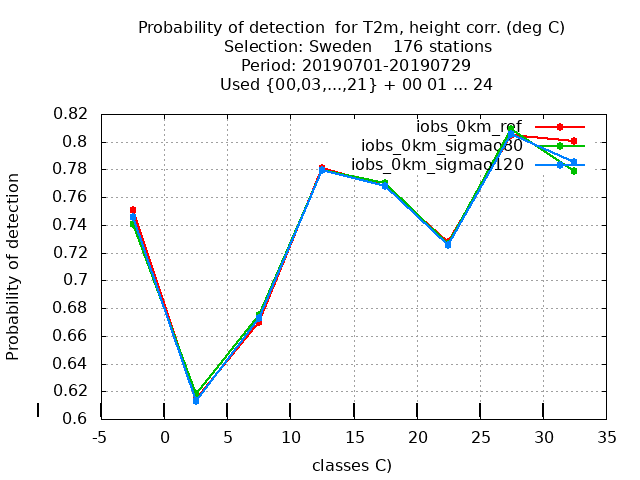 Probability of detection  for T2m, height corr. (deg C)
Selection: Sweden    176 stations
Period: 20190701-20190729
Used {00,03,...,21} + 00 01 ... 24
iobs_0km_ref
iobs_0km_sigmao80
iobs_0km_sigmao120
Probability of detection
0.82
0.8
0.78
0.76
0.74
0.72
0.7
0.68
0.66
0.64
0.62
0.6
-5 0 5 10 15 20 25 30 35
classes C)